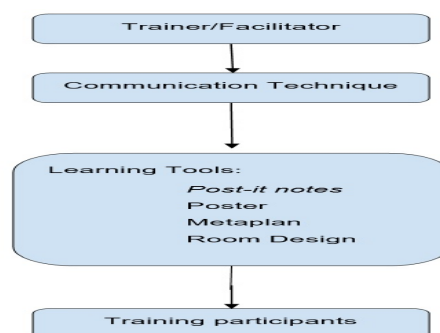 Trainer/Facilitator
Communication Technique
Learning Tools:
Post-it notes
Poster
Metaplan
Room Design
Training participants